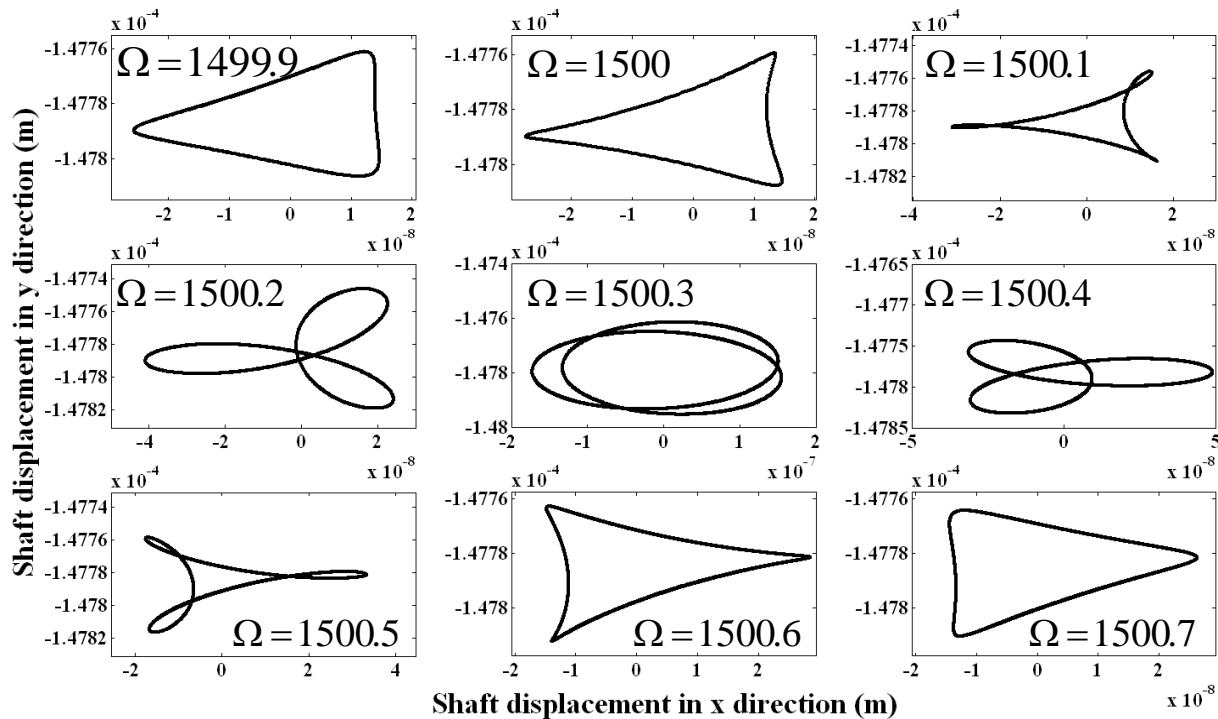 x 10⁻⁴ x 10⁻⁴ x 10⁻⁴
Ω = 1499.9
-1.4776
-1.4778
-1.478
-2 -1 0 1 2
x 10⁻⁸
Ω = 1500
-1.4776
-1.4778
-1.478
-2 -1 0 1 2
x 10⁻⁸
Ω = 1500.1
-1.4774
-1.4776
-1.4778
-1.478
-1.4782
-4 -2 0 2
x 10⁻⁸
x 10⁻⁴ x 10⁻⁴ x 10⁻⁴
Ω = 1500.2
-1.4774
-1.4776
-1.4778
-1.478
-1.4782
-4 -2 0 2
x 10⁻⁸
Ω = 1500.3
-1.474
-1.476
-1.478
-1.48
-2 -1 0 1 2
x 10⁻⁷
Ω = 1500.4
-1.4765
-1.477
-1.4775
-1.478
-1.4785
-5 0 5
x 10⁻⁸
x 10⁻⁴ x 10⁻⁴ x 10⁻⁴
Ω = 1500.5
-1.4774
-1.4776
-1.4778
-1.478
-1.4782
-2 0 2 4
x 10⁻⁸
Ω = 1500.6
-1.4776
-1.4778
-1.478
-2 -1 0 1 2
x 10⁻⁸
Ω = 1500.7
-1.4776
-1.4778
-1.478
-2 -1 0 1 2
x 10⁻⁸
Shaft displacement in y direction (m)
Shaft displacement in x direction (m)